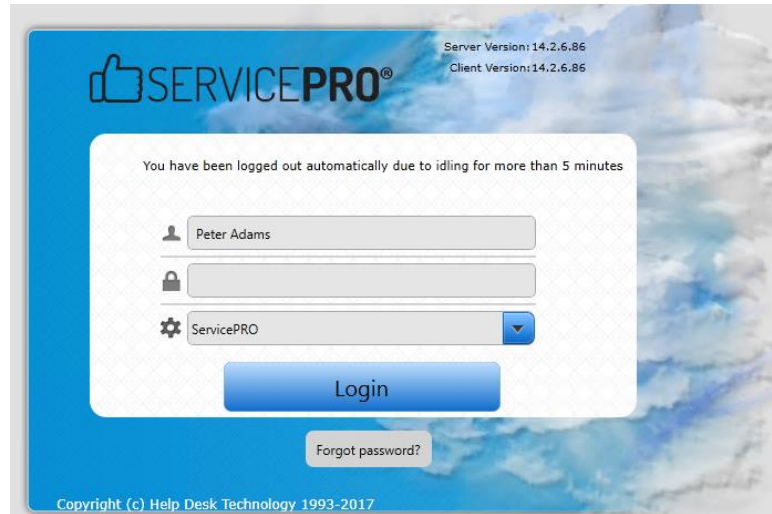 Server Version:14.2.6.86
Client Version:14.2.6.86
SERVICEPRO®
You have been logged out automatically due to idling for more than 5 minutes
Peter Adams
ServicePRO
Login
Forgot password?
Copyright (c) Help Desk Technology 1993-2017